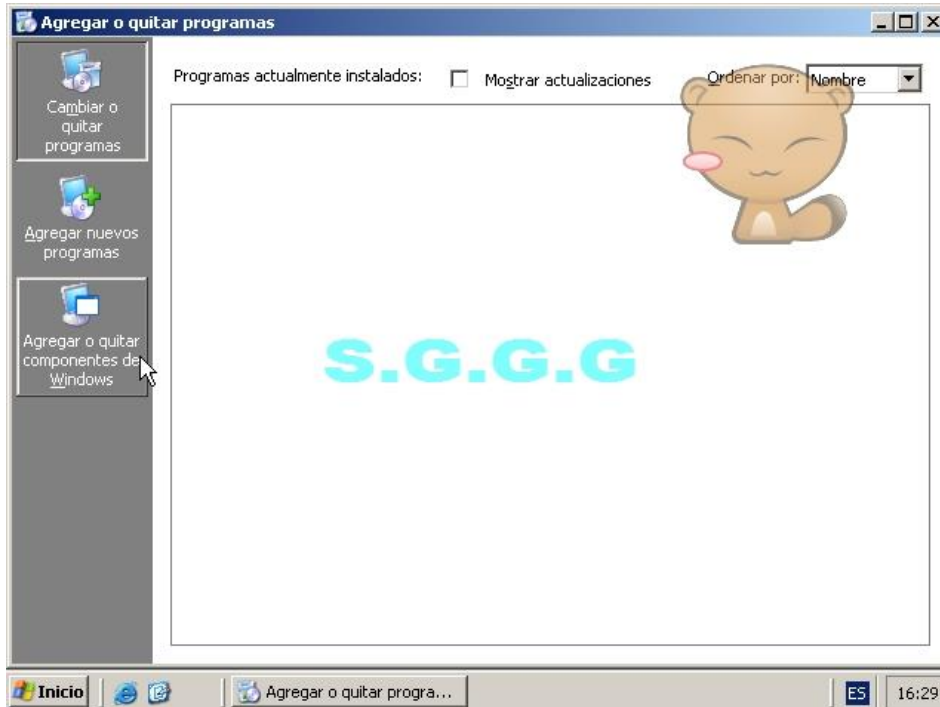 Agregar o quitar programas
Cambiar o
quitar
programas
Programas actualmente instalados:
Mostrar actualizaciones
Ordenar por:
Nombre
Agregar nuevos
programas
Agregar o quitar
componentes de
Windows
S.G.G.G
Inicio
Agregar o quitar progra...
ES
16:29